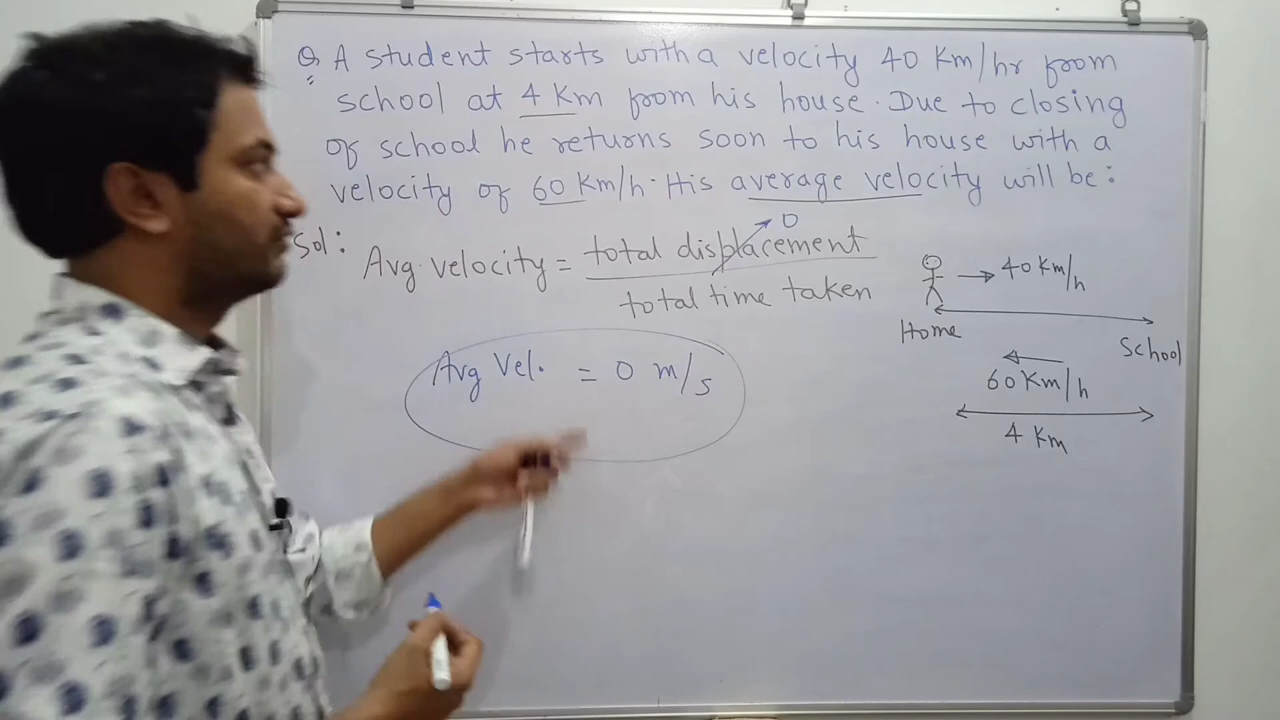 Q A student starts with a velocity 40 Km/hr from
school at 4 Km from his house. Due to closing
of school he returns soon to his house with a
velocity of 60 Km/h. His average velocity will be:
Sol:
Avg. velocity = total displacement
0
total time taken
40 Km/h
Home
School
60 Km/h
4 Km
Avg Vel. = 0 m/s